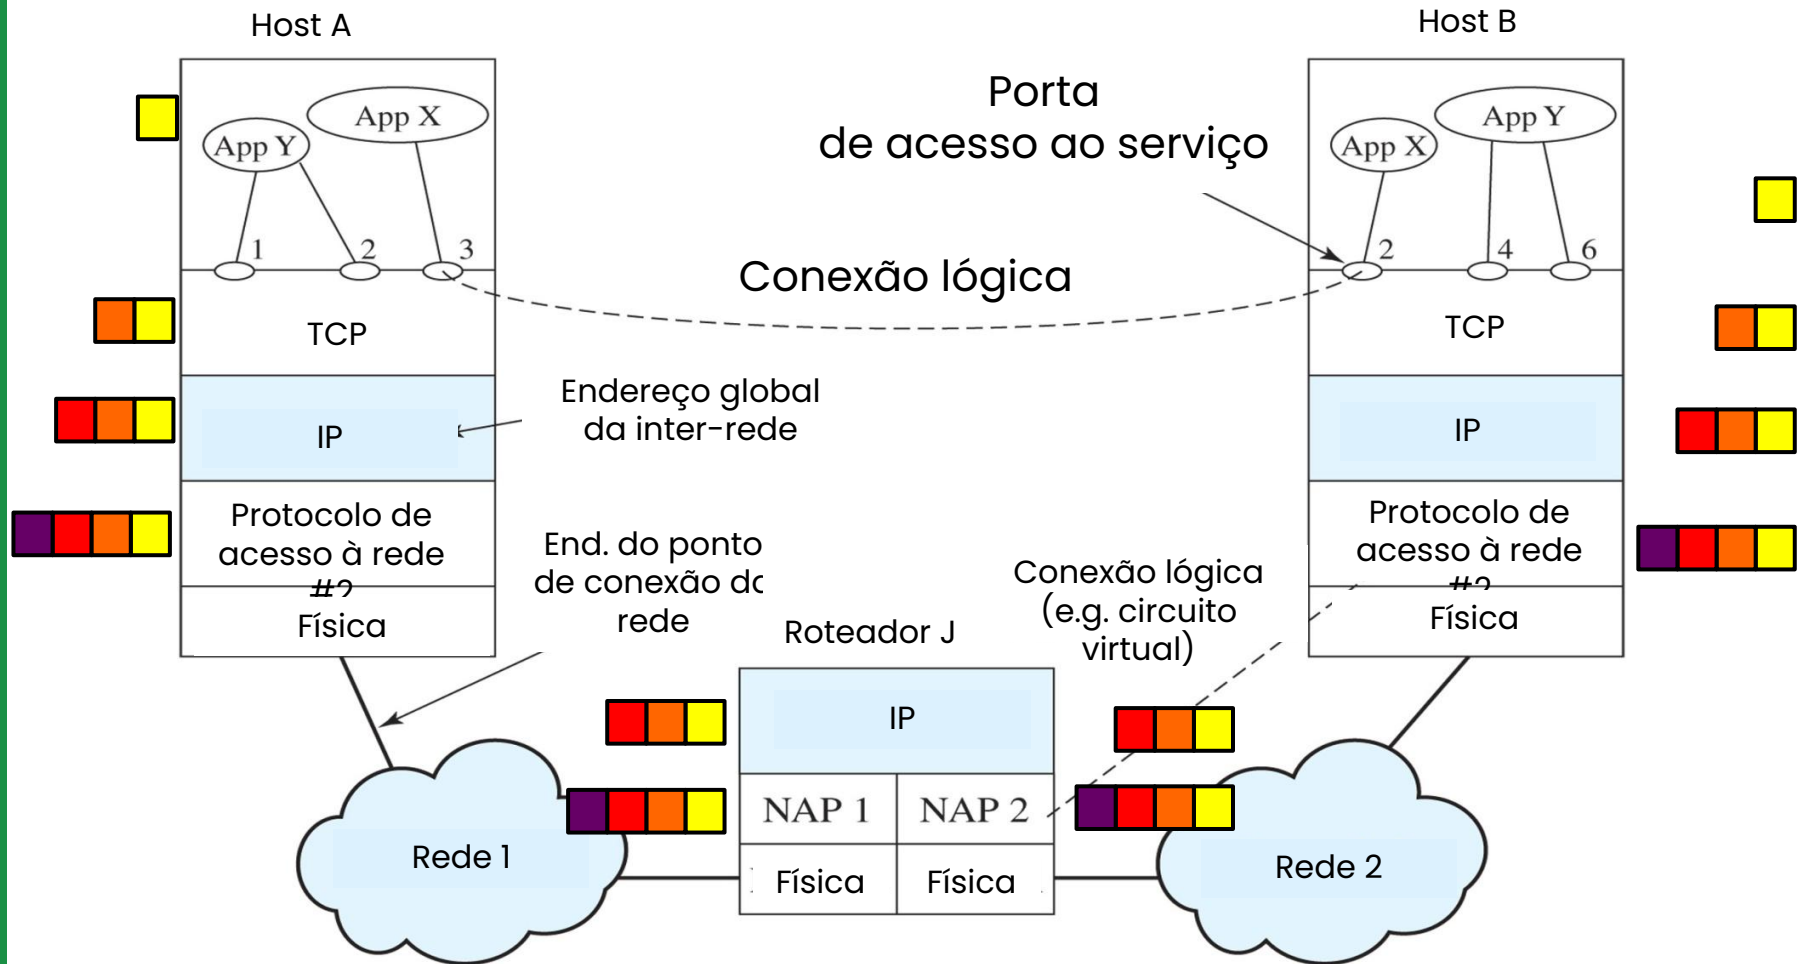 Host A
Host B
App X
App Y
1
2
3
TCP
IP
Protocolo de
acesso à rede
Física
Porta
de acesso ao serviço
Conexão lógica
Endereço global
da inter-rede
End. do ponto
de conexão
rede
Conexão lógica
(e.g. circuito
virtual)
App Y
App X
2
4
6
TCP
IP
Protocolo de
acesso à rede
Física
Roteador J
IP
NAP 1
NAP 2
Física
Física
Rede 1
Rede 2